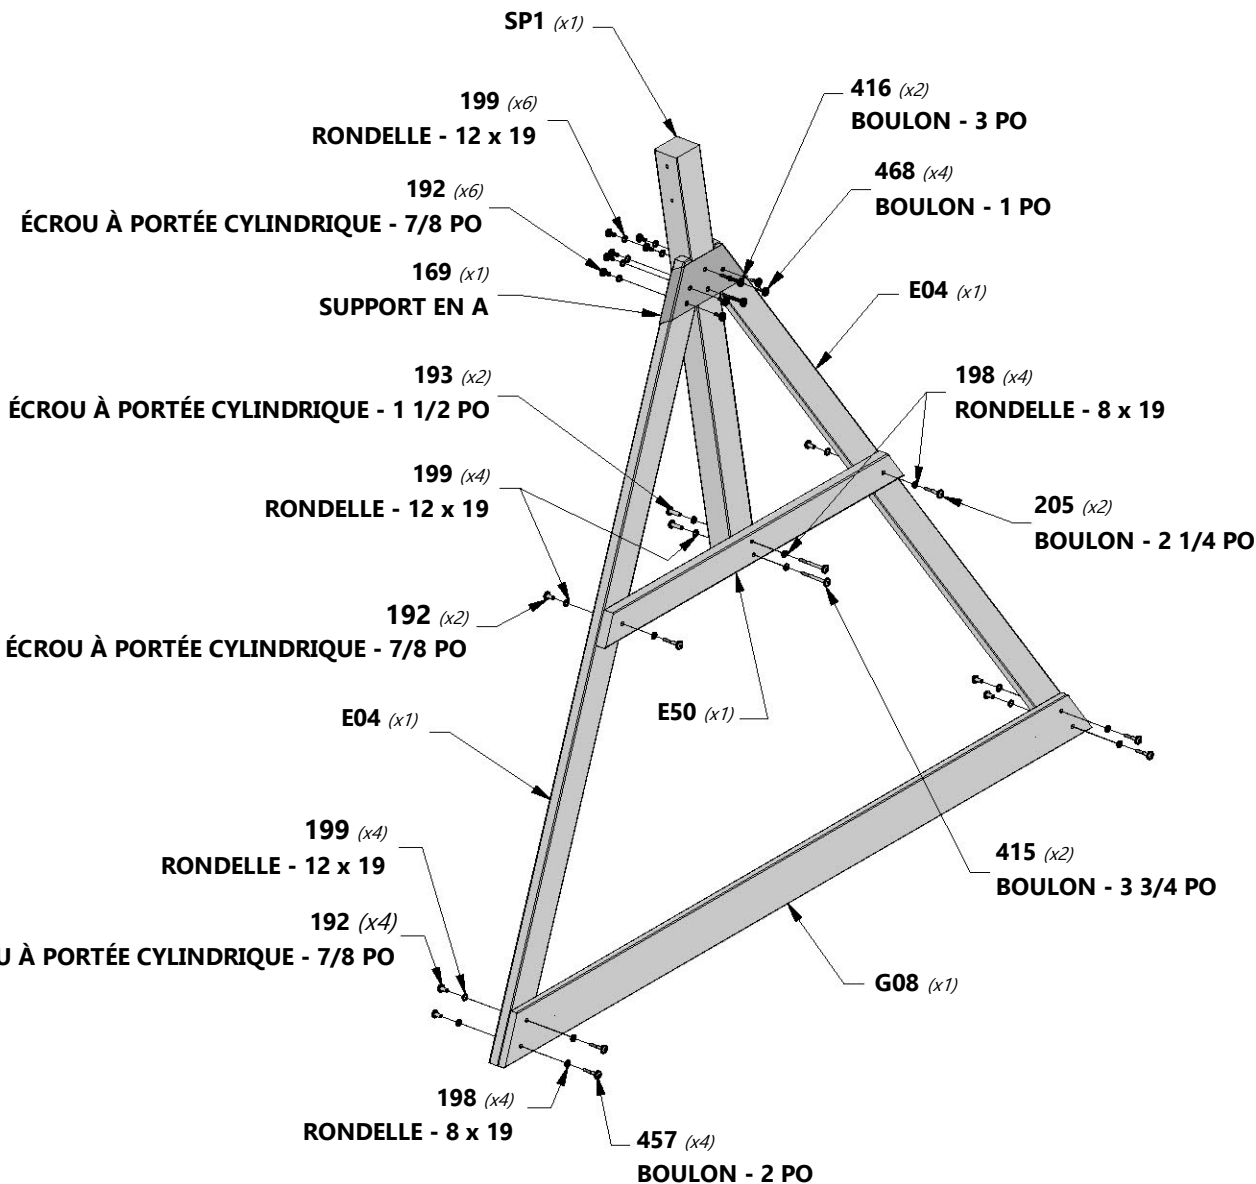 SP1 (x1)
199 (x6)
RONDELLE - 12 x 19
416 (x2)
BOULON - 3 PO
192 (x6)
ÉCROU À PORTÉE CYLINDRIQUE - 7/8 PO
468 (x4)
BOULON - 1 PO
169 (x1)
SUPPORT EN A
E04 (x1)
193 (x2)
ÉCROU À PORTÉE CYLINDRIQUE - 1 1/2 PO
198 (x4)
RONDELLE - 8 x 19
199 (x4)
RONDELLE - 12 x 19
205 (x2)
BOULON - 2 1/4 PO
192 (x2)
ÉCROU À PORTÉE CYLINDRIQUE - 7/8 PO
E04 (x1)
E50 (x1)
199 (x4)
RONDELLE - 12 x 19
415 (x2)
BOULON - 3 3/4 PO
192 (x4)
U À PORTÉE CYLINDRIQUE - 7/8 PO
G08 (x1)
198 (x4)
RONDELLE - 8 x 19
457 (x4)
BOULON - 2 PO